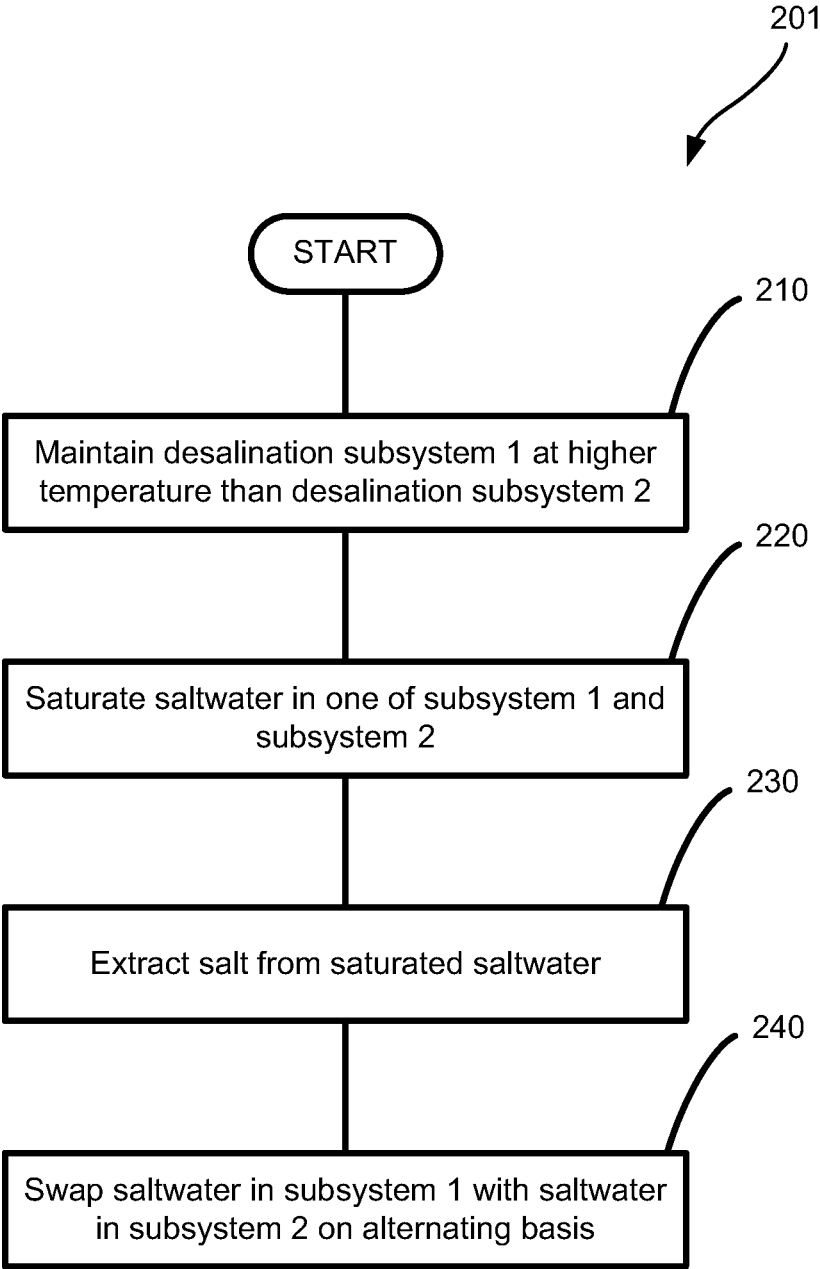 201
START
210
Maintain desalination subsystem 1 at higher
temperature than desalination subsystem 2
220
Saturate saltwater in one of subsystem 1 and
subsystem 2
230
Extract salt from saturated saltwater
240
Swap saltwater in subsystem 1 with saltwater
in subsystem 2 on alternating basis